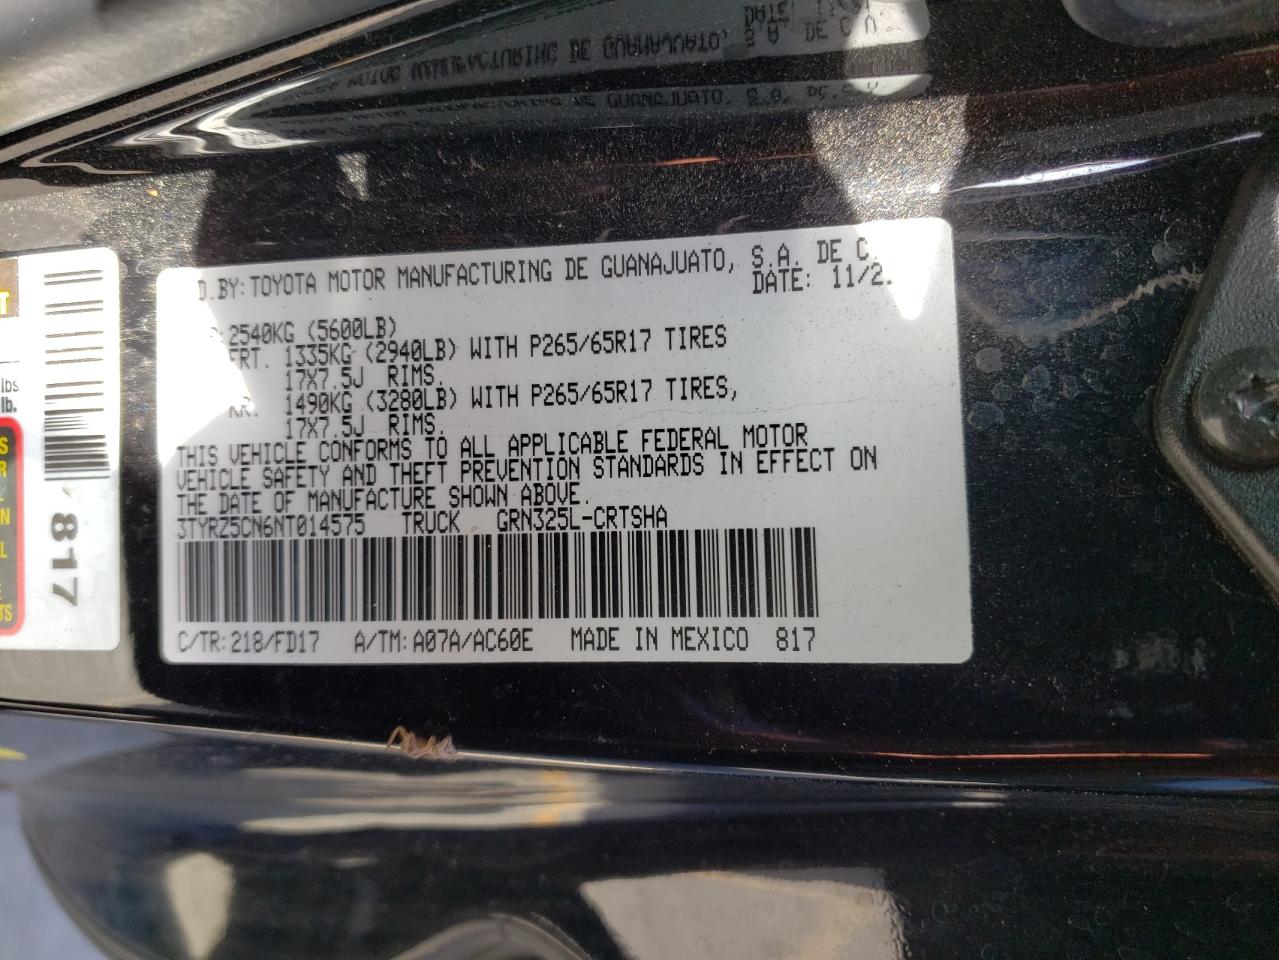 D.BY: TOYOTA MOTOR MANUFACTURING DE GUANAJUATO, S.A. DE C.
DATE: 11/2
: 2540KG (5600LB)
FRT. 1335KG (2940LB) WITH P265/65R17 TIRES
17X7.5J RIMS.
RR. 1490KG (3280LB) WITH P265/65R17 TIRES,
17X7.5J RIMS.
THIS VEHICLE CONFORMS TO ALL APPLICABLE FEDERAL MOTOR
VEHICLE SAFETY AND THEFT PREVENTION STANDARDS IN EFFECT ON
THE DATE OF MANUFACTURE SHOWN ABOVE.
3TYRZ5CN6NT014575 TRUCK GRN325L-CRTSHA
C/TR: 218/FD17 A/TM: A07A/AC60E MADE IN MEXICO 817
lbs
lb.
817